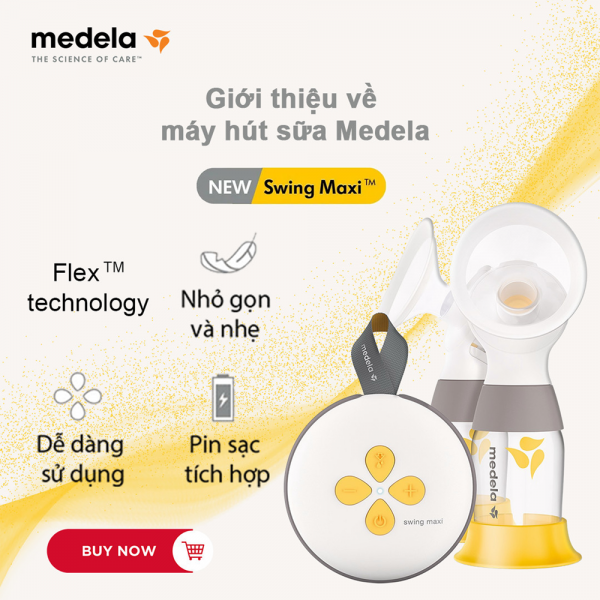 medela
THE SCIENCE OF CARE™
Giới thiệu về
máy hút sữa Medela
NEW Swing Maxi™
Flex™
technology
Nhỏ gọn
và nhẹ
Dễ dàng
sử dụng
Pin sạc
tích hợp
medela
swing maxi
medela
BUY NOW